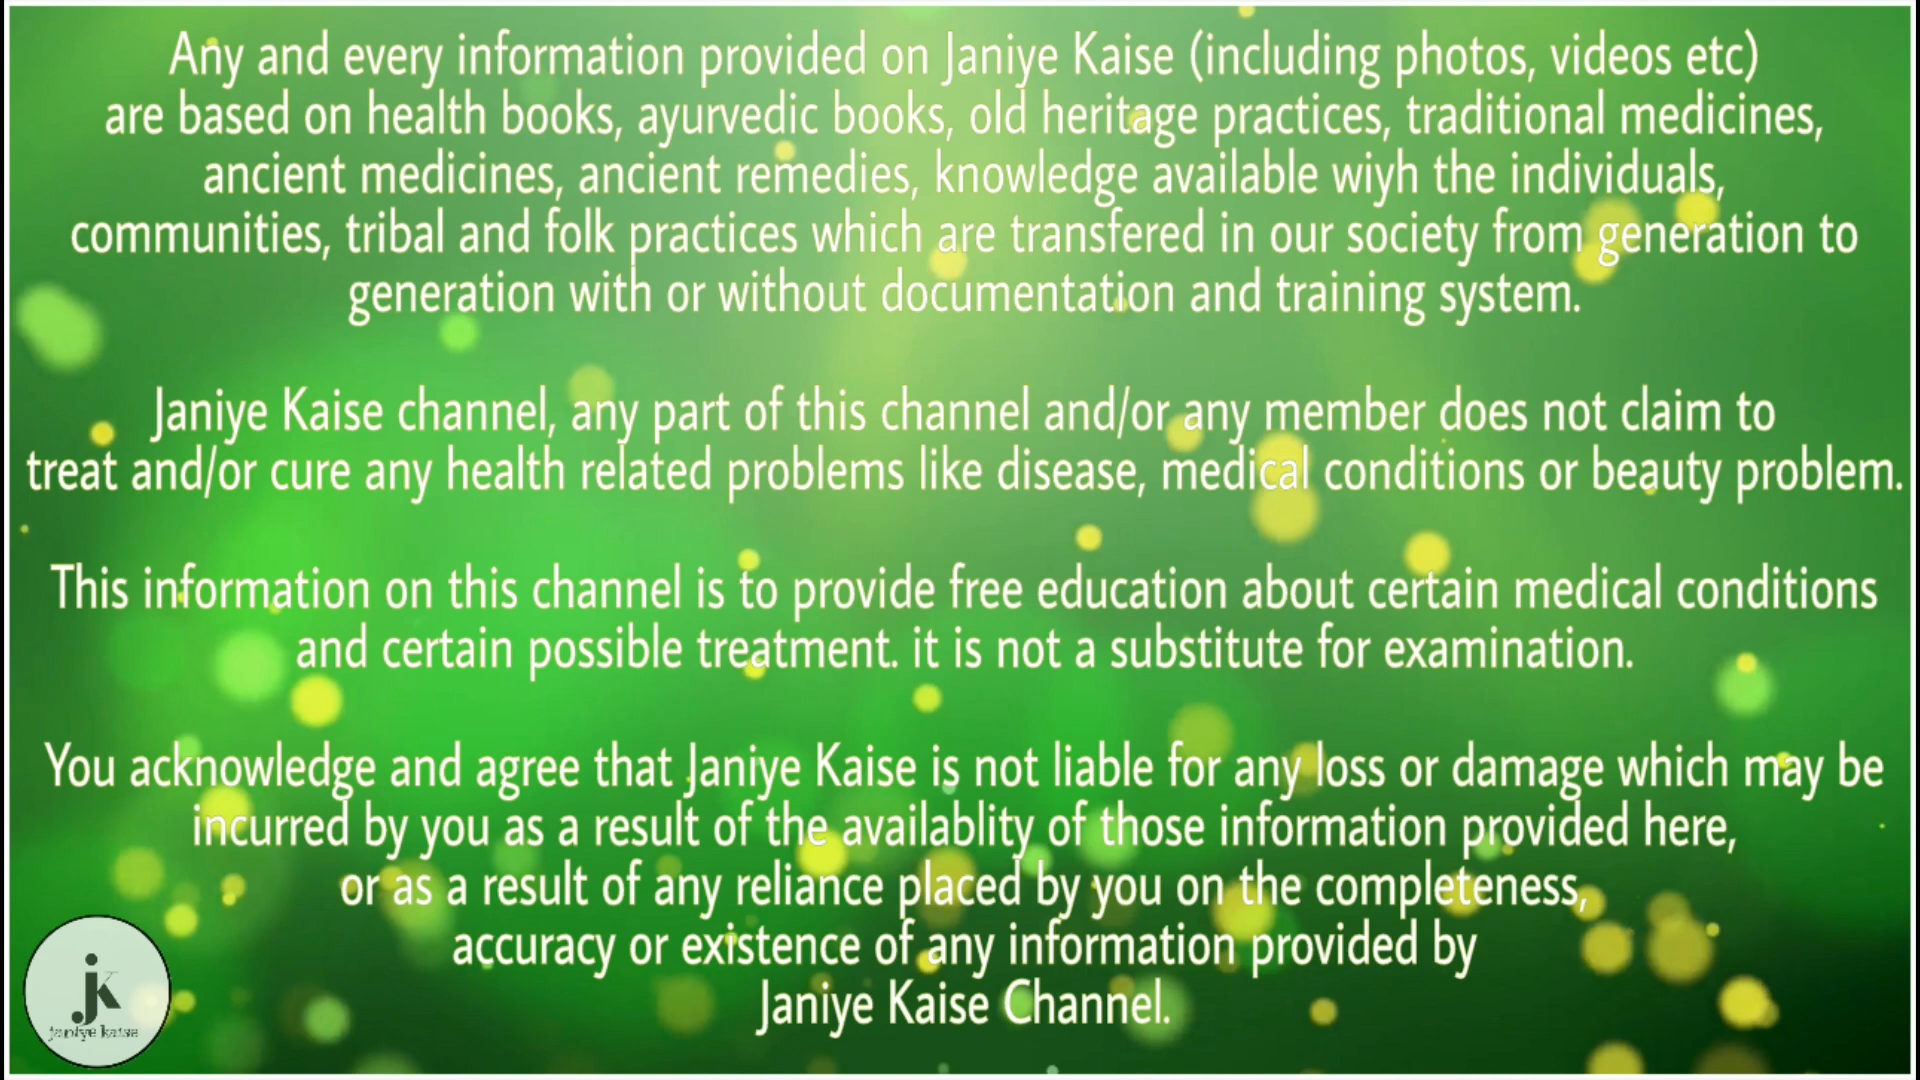 Any and every information provided on Janiye Kaise (including photos, videos etc)
are based on health books, ayurvedic books, old heritage practices, traditional medicines,
ancient medicines, ancient remedies, knowledge available wiyh the individuals,
communities, tribal and folk practices which are transfered in our society from generation to
generation with or without documentation and training system.
Janiye Kaise channel, any part of this channel and/or any member does not claim to
treat and/or cure any health related problems like disease, medical conditions or beauty problem.
This information on this channel is to provide free education about certain medical conditions
and certain possible treatment. it is not a substitute for examination.
You acknowledge and agree that Janiye Kaise is not liable for any loss or damage which may be
incurred by you as a result of the availablity of those information provided here,
or as a result of any reliance placed by you on the completeness,
accuracy or existence of any information provided by
Janiye Kaise Channel.
jk
janiye kaise